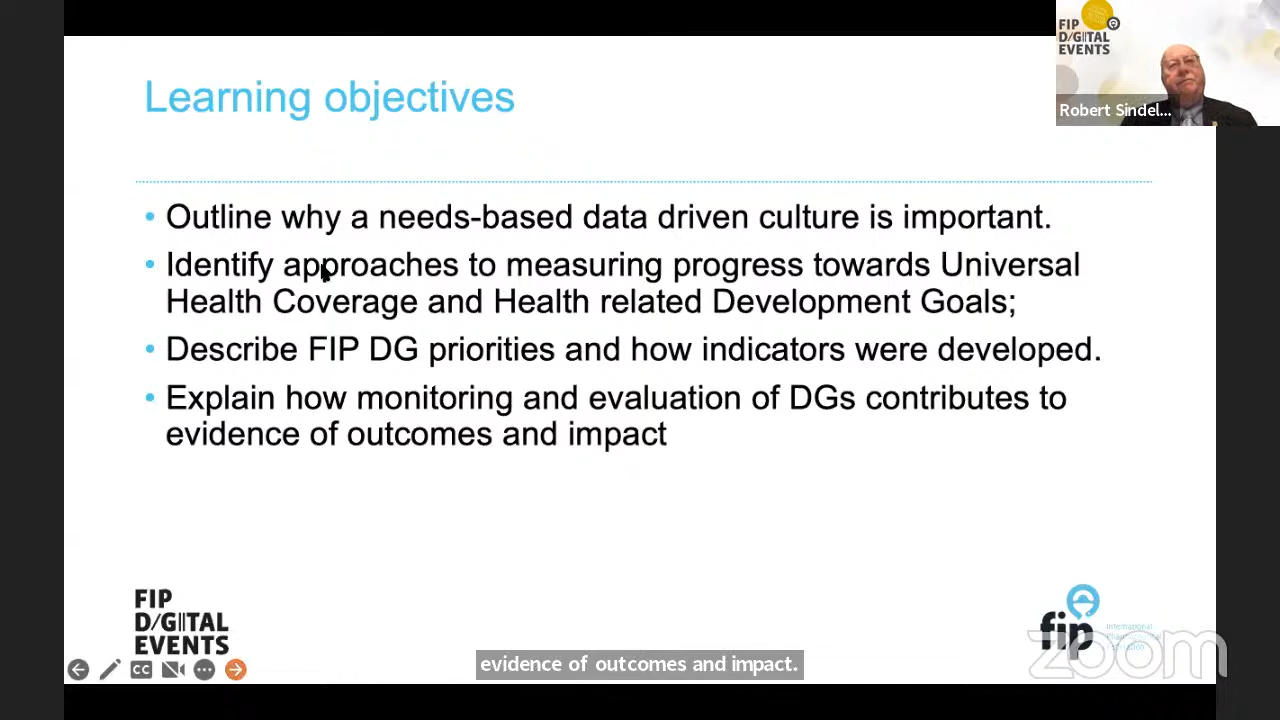 FIP
D/GITAL
EVENTS
Robert Sindel...
Learning objectives
• Outline why a needs-based data driven culture is important.
• Identify approaches to measuring progress towards Universal
Health Coverage and Health related Development Goals;
• Describe FIP DG priorities and how indicators were developed.
• Explain how monitoring and evaluation of DGs contributes to
evidence of outcomes and impact
FIP
D/GITAL
EVENTS
fip
International
zoom
CC
evidence of outcomes and impact.